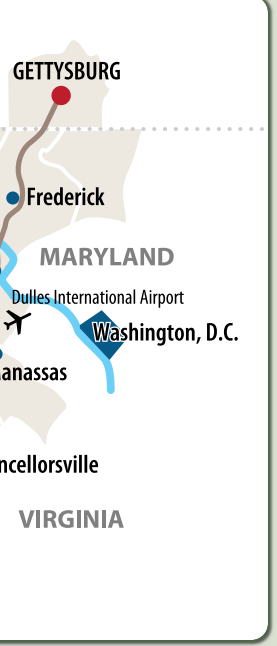 GETTYSBURG
Frederick
MARYLAND
Dulles International Airport
Washington, D.C.
anassas
ncellorsville
VIRGINIA